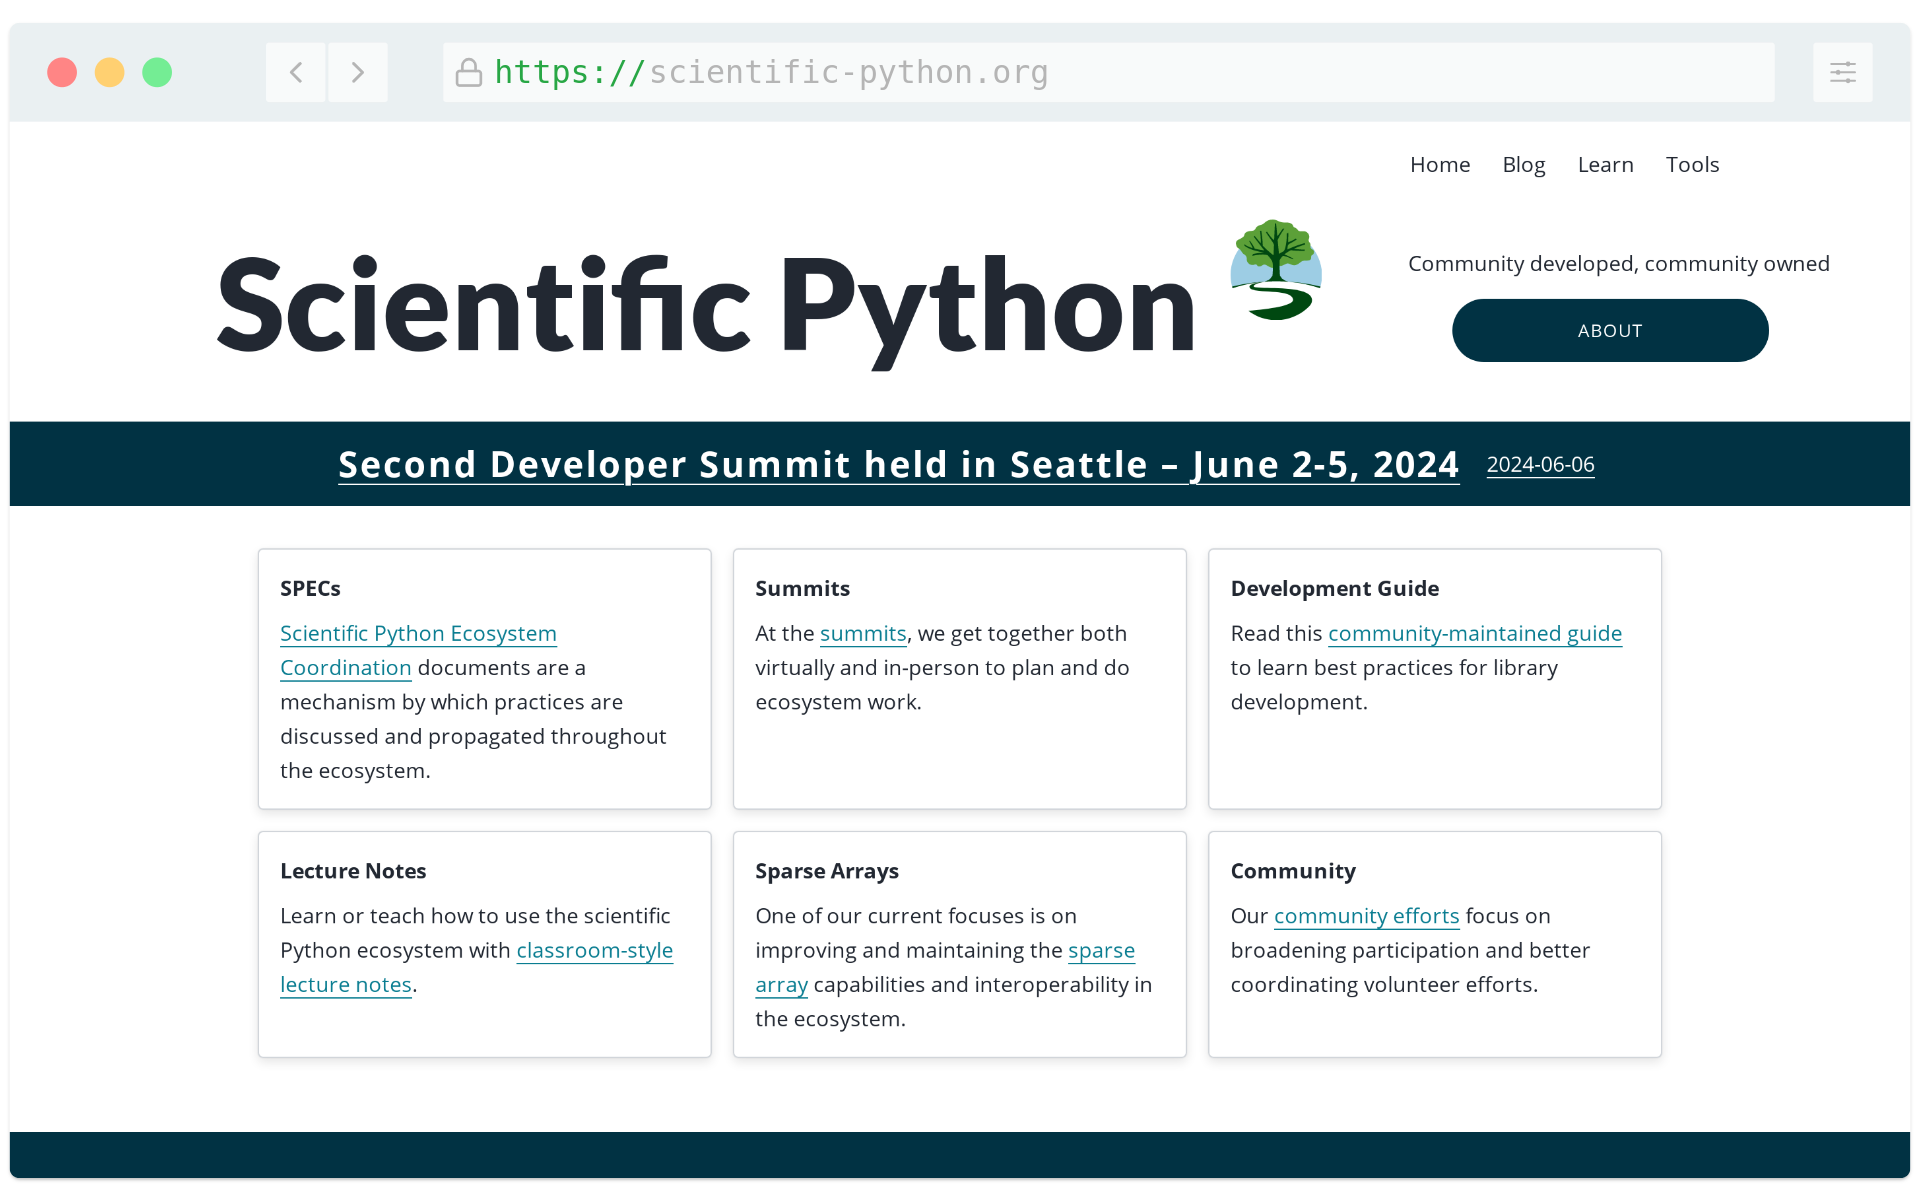 https://scientific-python.org
Home Blog Learn Tools
Scientific Python
Community developed, community owned
ABOUT
Second Developer Summit held in Seattle – June 2-5, 2024 2024-06-06
SPECs
Scientific Python Ecosystem
Coordination documents are a
mechanism by which practices are
discussed and propagated throughout
the ecosystem.
Summits
At the summits, we get together both
virtually and in-person to plan and do
ecosystem work.
Development Guide
Read this community-maintained guide
to learn best practices for library
development.
Lecture Notes
Learn or teach how to use the scientific
Python ecosystem with classroom-style
lecture notes.
Sparse Arrays
One of our current focuses is on
improving and maintaining the sparse
array capabilities and interoperability in
the ecosystem.
Community
Our community efforts focus on
broadening participation and better
coordinating volunteer efforts.